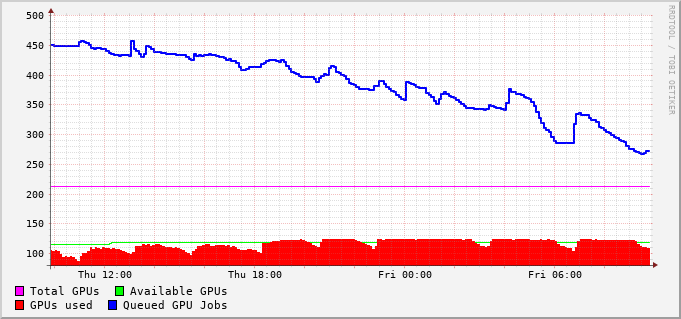 500
450
400
350
300
250
200
150
100
Thu 12:00 Thu 18:00 Fri 00:00 Fri 06:00
Total GPUs Available GPUs
GPUs used Queued GPU Jobs
RRDTOOL / TOBI OETIKER